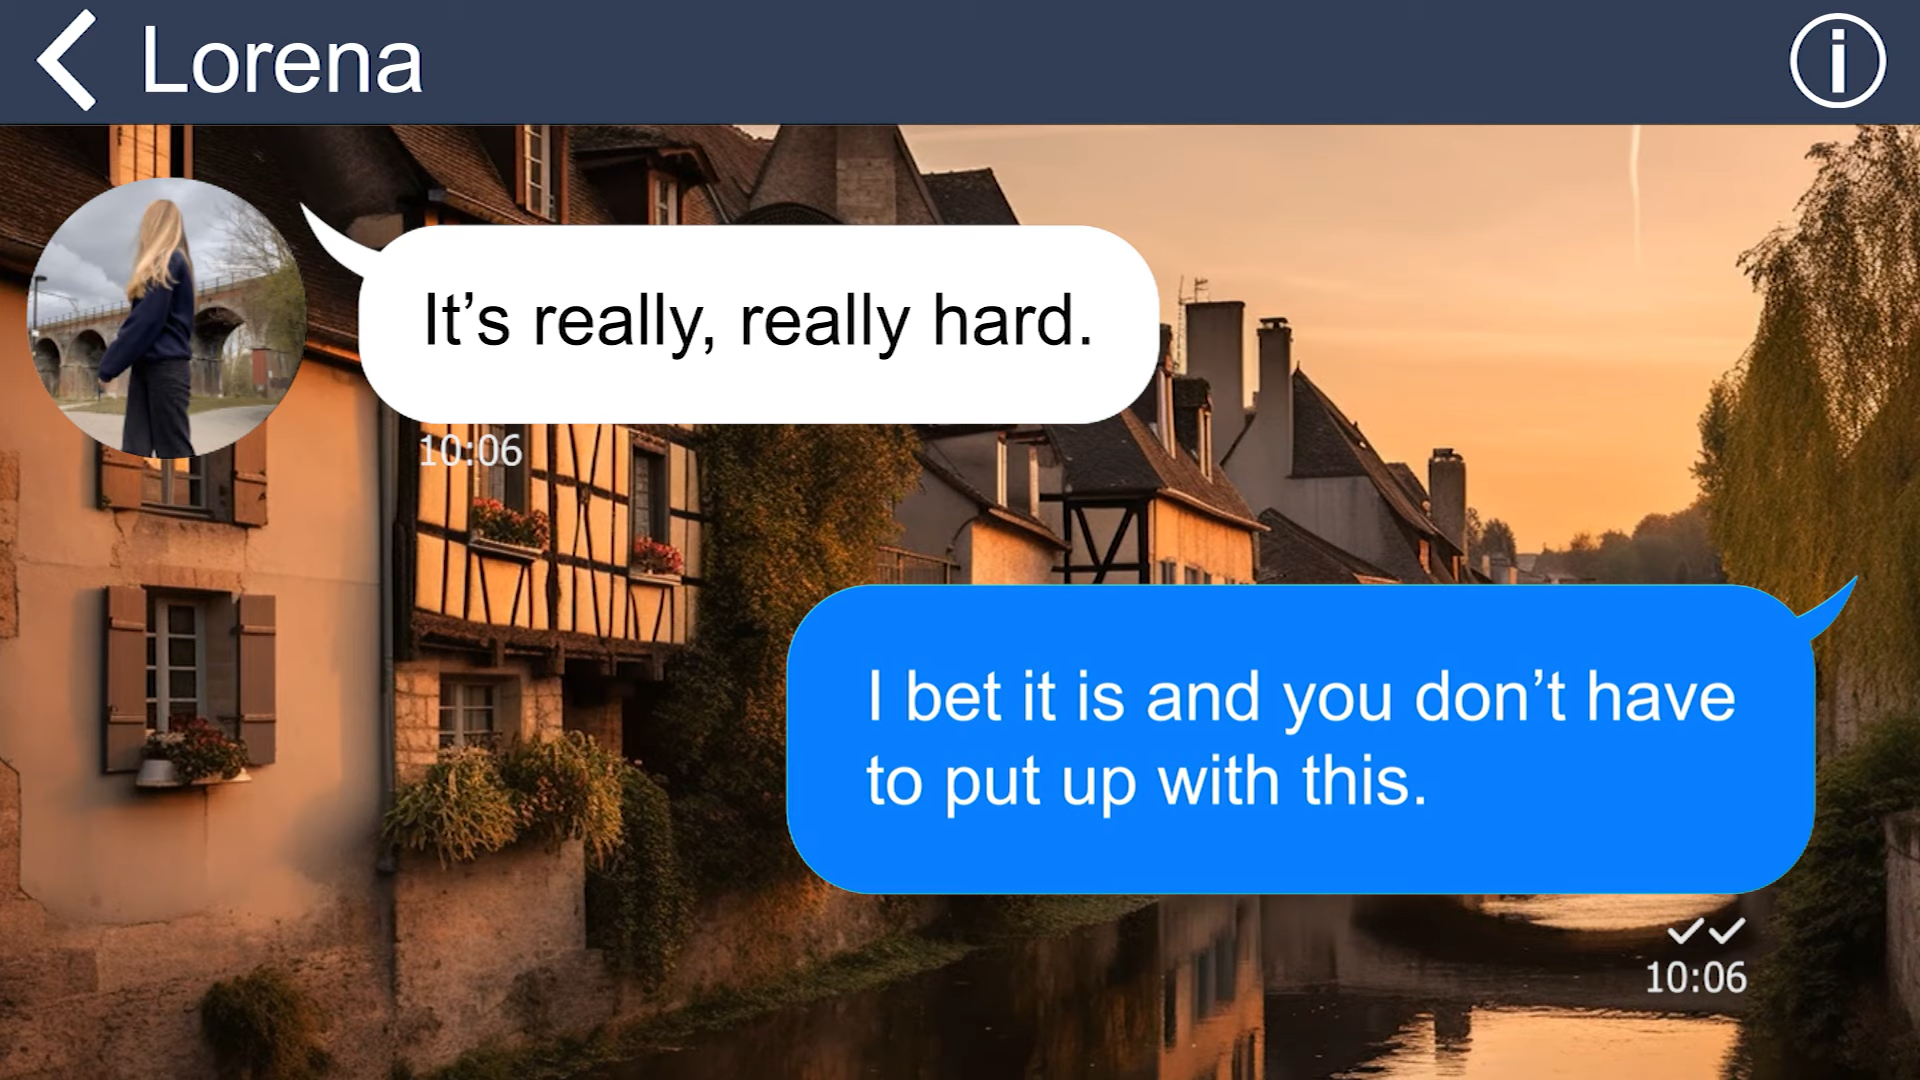 Lorena
It’s really, really hard.
10:06
I bet it is and you don’t have
to put up with this.
10:06